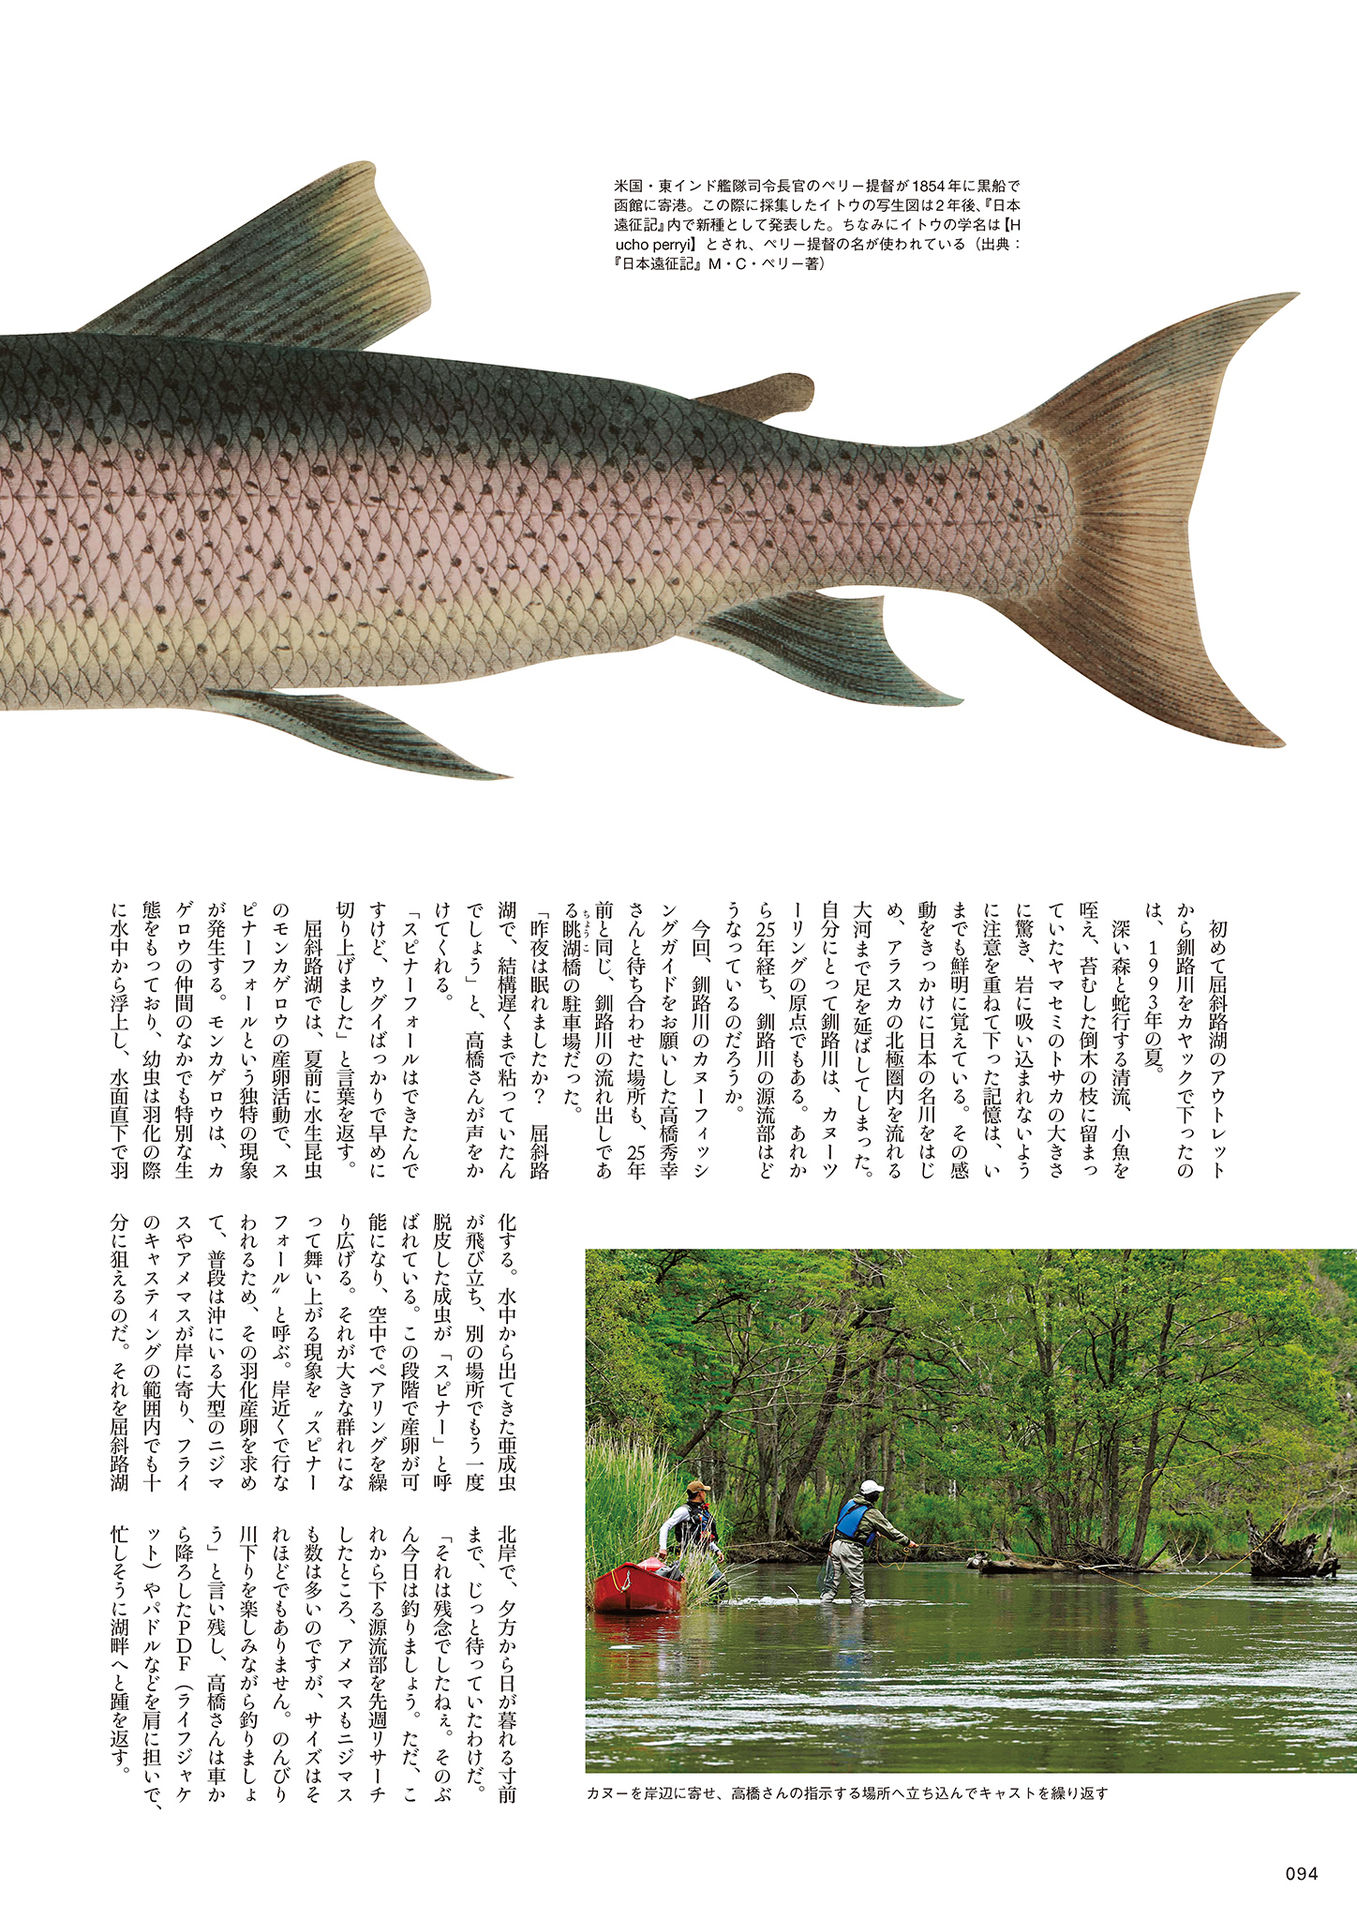 米国・東インド艦隊司令長官のペリー提督が1854年に黒船で
函館に寄港。この際に採集したイトウの写生図は2年後、『日本
遠征記』内で新種として発表した。ちなみにイトウの学名は【H
ucho perryi】とされ、ペリー提督の名が使われている（出典：
『日本遠征記』M・C・ペリー著）
初めて屈斜路湖のアウトレット
から釧路川をカヤックで下ったの
は、1993年の夏。
深い森と蛇行する清流、小魚を
咥え、苔むした倒木の枝に留まっ
ていたヤマセミのトサカの大きさ
に驚き、岩に吸い込まれないよう
に注意を重ねて下った記憶は、い
までも鮮明に覚えている。その感
動をきっかけに日本の名川をはじ
め、アラスカの北極圏内を流れる
大河まで足を延ばしてしまった。
自分にとって釧路川は、カヌーツ
ーリングの原点でもある。あれか
ら25年経ち、釧路川の源流部はど
うなっているのだろうか。
今回、釧路川のカヌーフィッシ
ングガイドをお願いした高橋秀幸
さんと待ち合わせた場所も、25年
前と同じ、釧路川の流れ出しであ
る眺湖橋の駐車場だった。
ちょうこ
「昨夜は眠れましたか？　屈斜路
湖で、結構遅くまで粘っていたん
でしょう」と、高橋さんが声をか
けてくれる。
「スピナーフォールはできたんで
すけど、ウグイばっかりで早めに
切り上げました」と言葉を返す。
屈斜路湖では、夏前に水生昆虫
のモンカゲロウの産卵活動で、ス
ピナーフォールという独特の現象
が発生する。モンカゲロウは、カ
ゲロウの仲間のなかでも特別な生
態をもっており、幼虫は羽化の際
に水中から浮上し、水面直下で羽
化する。水中から出てきた亜成虫
が飛び立ち、別の場所でもう一度
脱皮した成虫が「スピナー」と呼
ばれている。この段階で産卵が可
能になり、空中でペアリングを繰
り広げる。それが大きな群れにな
って舞い上がる現象を〝スピナー
フォール〟と呼ぶ。岸近くで行な
われるため、その羽化産卵を求め
て、普段は沖にいる大型のニジマ
スやアメマスが岸に寄り、フライ
のキャスティングの範囲内でも十
分に狙えるのだ。それを屈斜路湖
北岸で、夕方から日が暮れる寸前
まで、じっと待っていたわけだ。
「それは残念でしたねぇ。そのぶ
ん今日は釣りましょう。ただ、こ
れから下る源流部を先週リサーチ
したところ、アメマスもニジマス
も数は多いのですが、サイズはそ
れほどでもありません。のんびり
川下りを楽しみながら釣りましょ
う」と言い残し、高橋さんは車か
ら降ろしたPDF（ライフジャケ
ット）やパドルなどを肩に担いで、
忙しそうに湖畔へと踵を返す。
カヌーを岸辺に寄せ、高橋さんの指示する場所へ立ち込んでキャストを繰り返す
094